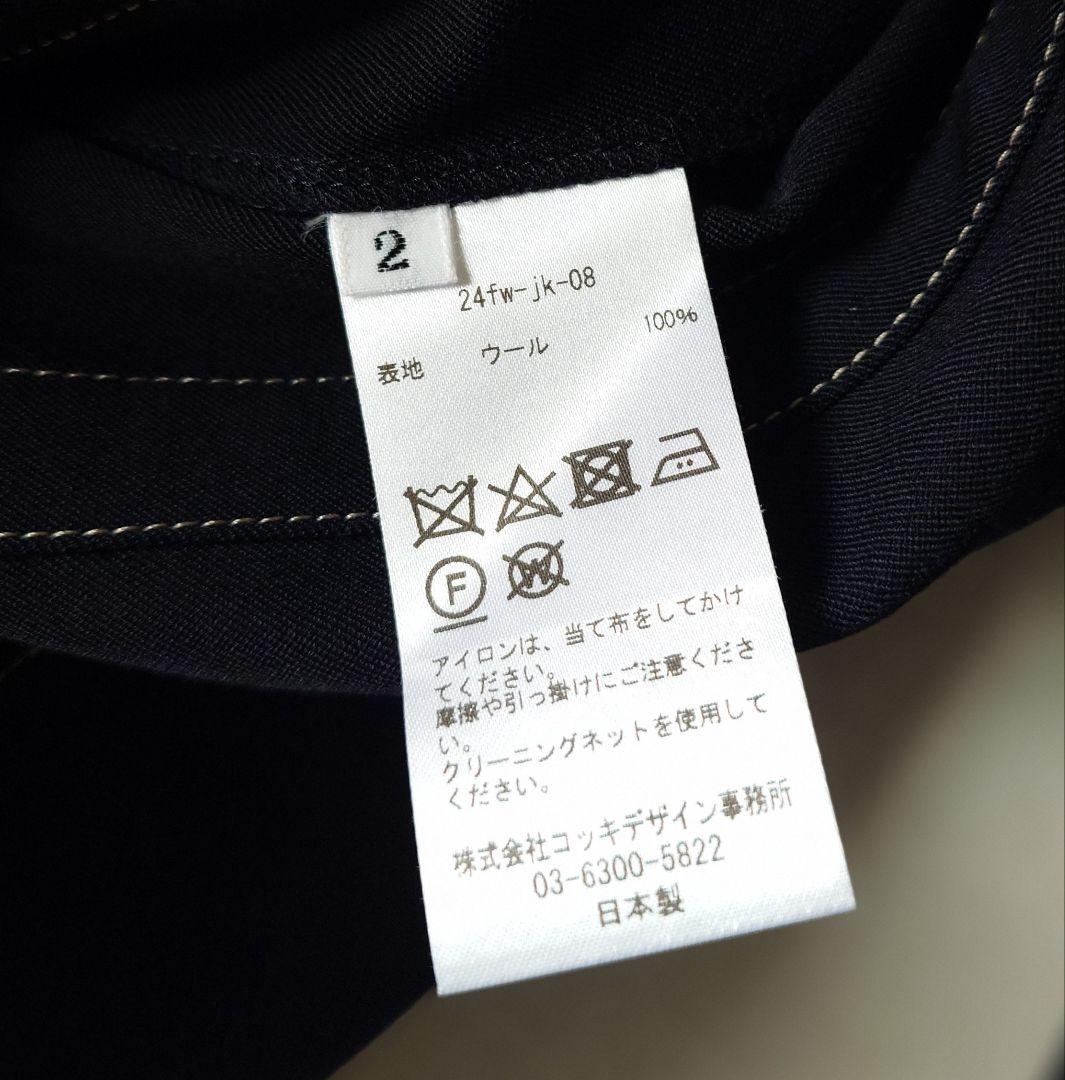 2
24fw-jk-08
表地 ウール 100%
F
W
アイロンは、当て布をしてかけ
てください。
摩擦や引っ掛けにご注意くださ
い。
クリーニングネットを使用して
ください。
株式会社コッキデザイン事務所
03-6300-5822
日本製